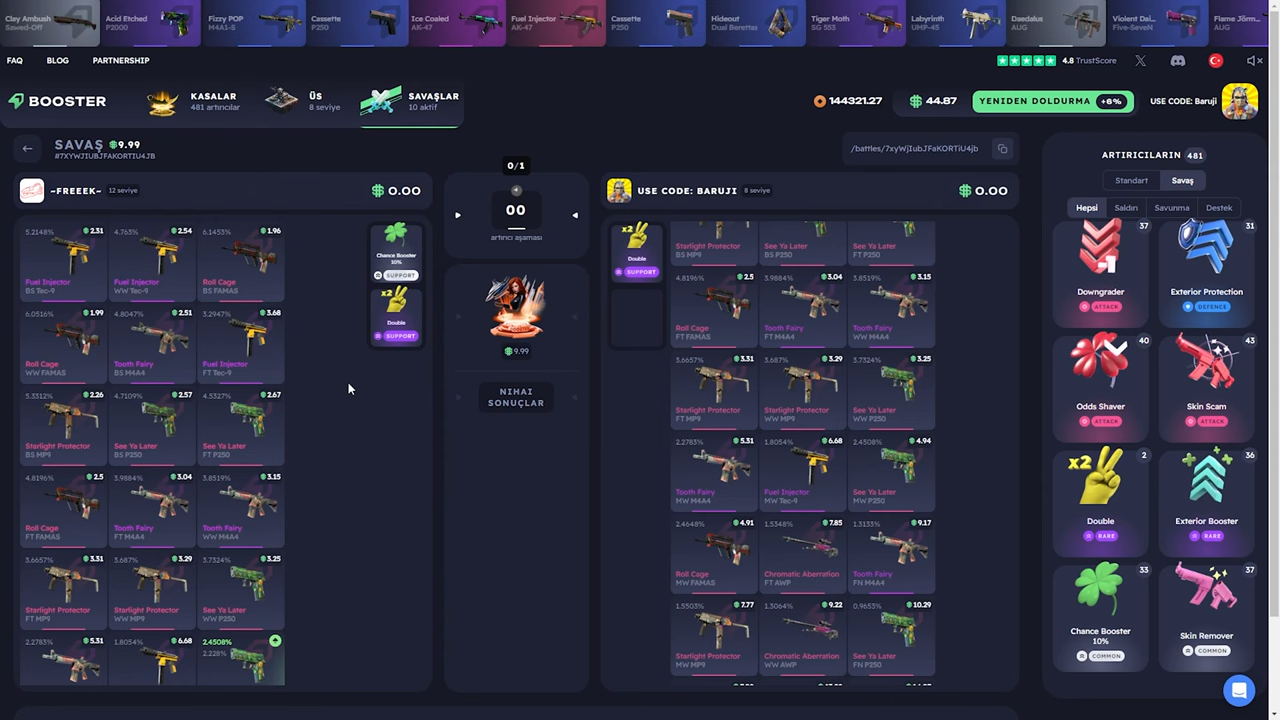 Clay Ambush
Sawed-Off
Acid Etched
P2000
Fizzy POP
M4A1-S
Cassette
P250
Ice Coaled
AK-47
Fuel Injector
AK-47
Cassette
P250
Hideout
Dual Berettas
Tiger Moth
SG 553
Labyrinth
UMP-45
Daedalus
AUG
Violent Dai...
Five-SeveN
Flame Jörm...
AUG
FAQ
BLOG
PARTNERSHIP
4.8 TrustScore
BOOSTER
KASALAR
481 artırıcılar
ÜS
8 seviye
SAVAŞLAR
10 aktif
144321.27
44.87
YENIDEN DOLDURMA +6%
USE CODE: Baruji
SAVAŞ 9.99
#7XYWJIUBJFAKORTIU4JB
0/1
/battles/7xyWjIubJFaKORTiU4jb
~FREEEK~
12 seviye
0.00
00
artırıcı aşaması
USE CODE: BARUJI
8 seviye
0.00
5.2148%
2.31
Fuel Injector
BS Tec-9
4.763%
2.54
Fuel Injector
WW Tec-9
6.1453%
1.96
Roll Cage
BS FAMAS
6.0516%
1.99
Roll Cage
WW FAMAS
4.8047%
2.51
Tooth Fairy
BS M4A4
3.2947%
3.68
Fuel Injector
FT Tec-9
5.3312%
2.26
Starlight Protector
BS MP9
4.7109%
2.57
See Ya Later
BS P250
4.5327%
2.67
See Ya Later
FT P250
4.8196%
2.5
Roll Cage
FT FAMAS
3.9884%
3.04
Tooth Fairy
FT M4A4
3.8519%
3.15
Tooth Fairy
WW M4A4
3.6657%
3.31
Starlight Protector
FT MP9
3.687%
3.29
Starlight Protector
WW MP9
3.7324%
3.25
See Ya Later
WW P250
2.2783%
5.31
1.8054%
6.68
2.4508%
2.228%
Chance Booster
10%
SUPPORT
x2
Double
SUPPORT
9.99
NIHAI
SONUÇLAR
x2
Double
SUPPORT
Starlight Protector
BS MP9
See Ya Later
BS P250
See Ya Later
FT P250
4.8196%
2.5
Roll Cage
FT FAMAS
3.9884%
3.04
Tooth Fairy
FT M4A4
3.8519%
3.15
Tooth Fairy
WW M4A4
3.6657%
3.31
Starlight Protector
FT MP9
3.687%
3.29
Starlight Protector
WW MP9
3.7324%
3.25
See Ya Later
WW P250
2.2783%
5.31
Tooth Fairy
MW M4A4
1.8054%
6.68
Fuel Injector
MW Tec-9
2.4508%
4.94
See Ya Later
MW P250
2.4648%
4.91
Roll Cage
MW FAMAS
1.5348%
7.85
Chromatic Aberration
FT AWP
1.3133%
9.17
Tooth Fairy
FN M4A4
1.5503%
7.77
Starlight Protector
MW MP9
1.3064%
9.22
Chromatic Aberration
WW AWP
0.9653%
10.29
See Ya Later
FN P250
ARTIRICILARIN 481
Standart
Savaş
Hepsi
Saldırı
Savunma
Destek
37
Downgrader
ATTACK
31
Exterior Protection
DEFENCE
40
Odds Shaver
ATTACK
43
Skin Scam
ATTACK
x2
2
Double
RARE
36
Exterior Booster
RARE
33
Chance Booster
10%
COMMON
37
Skin Remover
COMMON